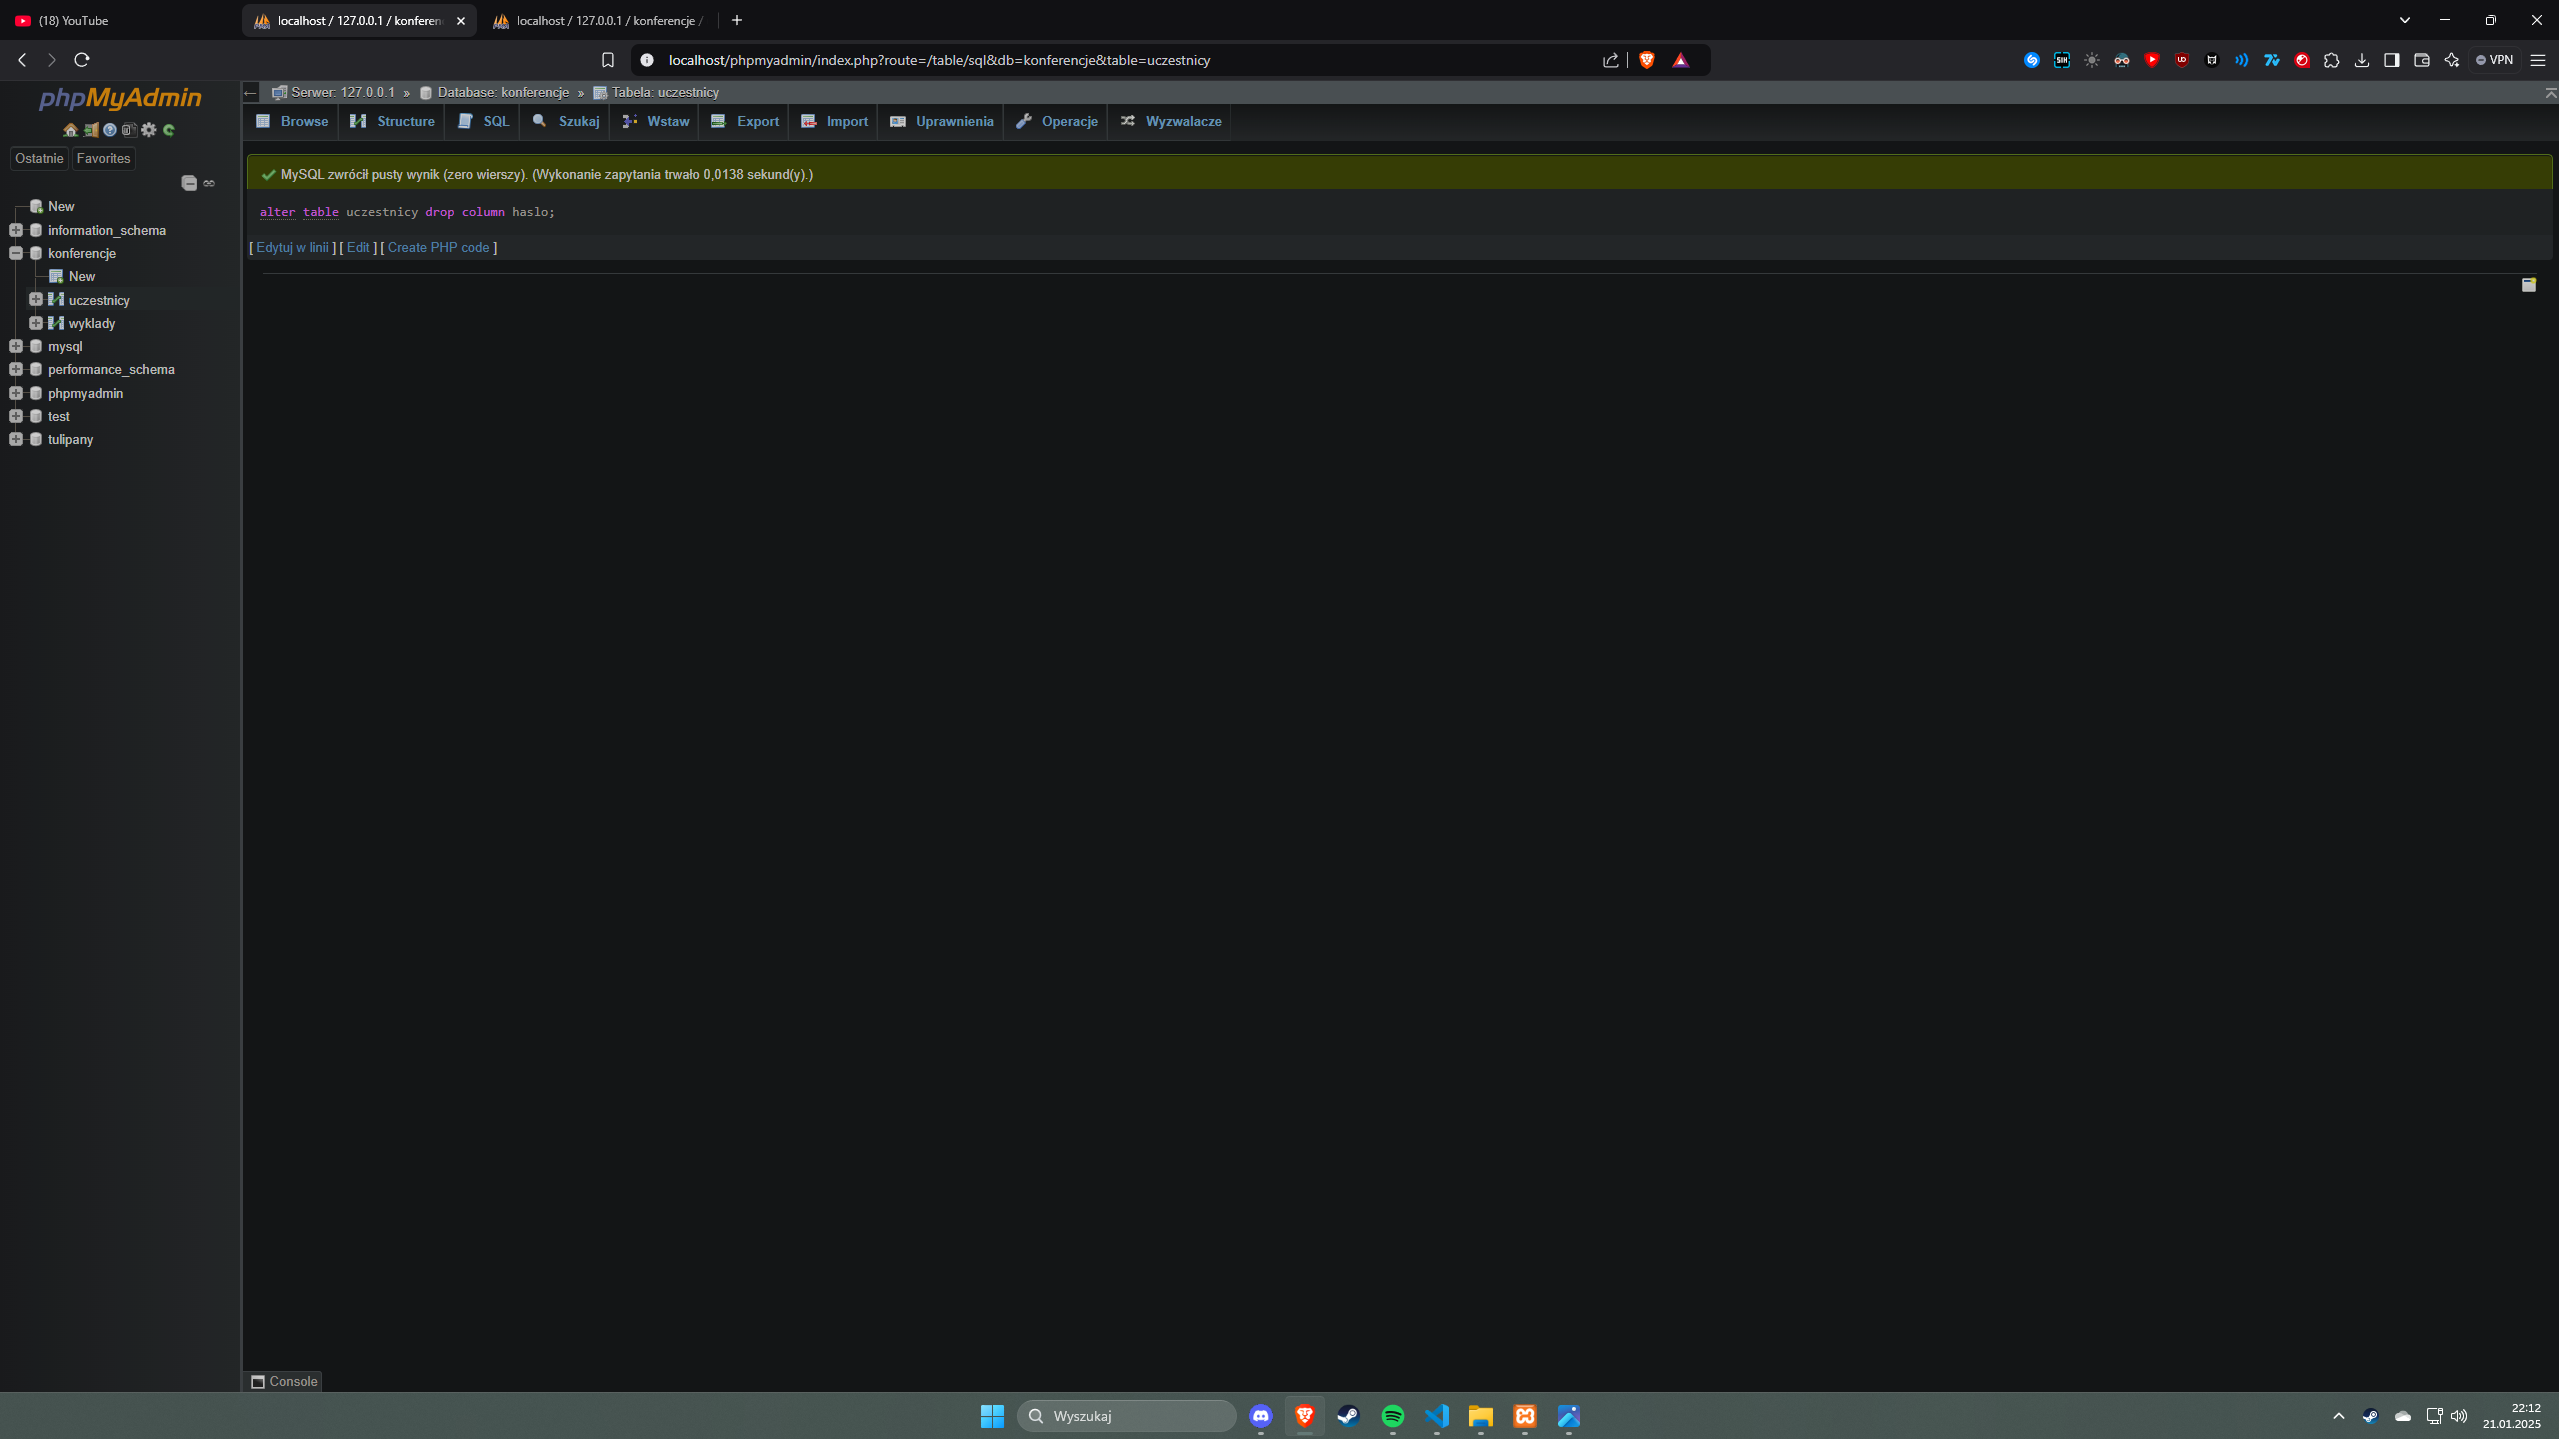 (18) YouTube
localhost / 127.0.0.1 / konferen
localhost / 127.0.0.1 / konferencje /
localhost/phpmyadmin/index.php?route=/table/sql&db=konferencje&table=uczestnicy
VPN
phpMyAdmin
Ostatnie
Favorites
New
information_schema
konferencje
New
uczestnicy
wyklady
mysql
performance_schema
phpmyadmin
test
tulipany
Serwer: 127.0.0.1 » Database: konferencje » Tabela: uczestnicy
Browse Structure SQL Szukaj Wstaw Export Import Uprawnienia Operacje Wyzwalacze
MySQL zwrócił pusty wynik (zero wierszy). (Wykonanie zapytania trwało 0,0138 sekund(y).)
alter table uczestnicy drop column haslo;
[ Edytuj w linii ] [ Edit ] [ Create PHP code ]
Console
Wyszukaj
22:12
21.01.2025